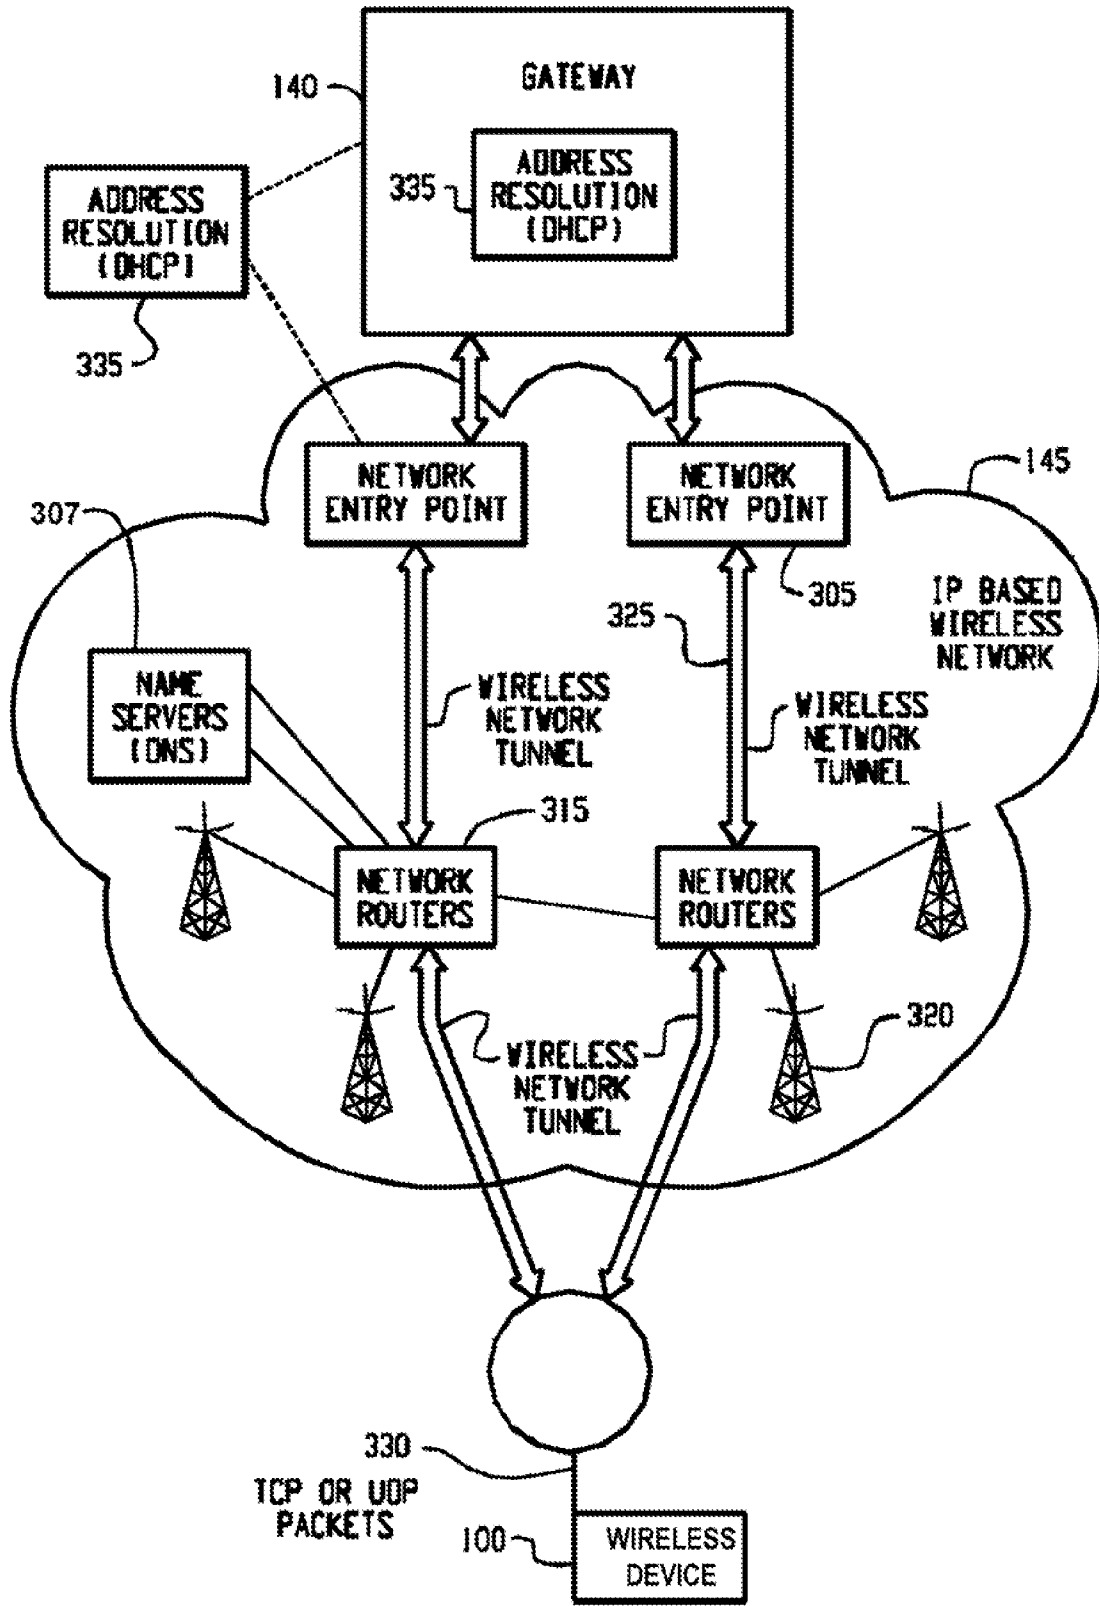 GATEWAY
140
ADDRESS
RESOLUTION
(DHCP)
335
ADDRESS
RESOLUTION
(DHCP)
335
NETWORK
ENTRY POINT
NETWORK
ENTRY POINT
145
307
305
325
IP BASED
WIRELESS
NETWORK
NAME
SERVERS
(DNS)
WIRELESS
NETWORK
TUNNEL
WIRELESS
NETWORK
TUNNEL
315
NETWORK
ROUTERS
NETWORK
ROUTERS
320
WIRELESS
NETWORK
TUNNEL
330
TCP OR UDP
PACKETS
100
WIRELESS
DEVICE